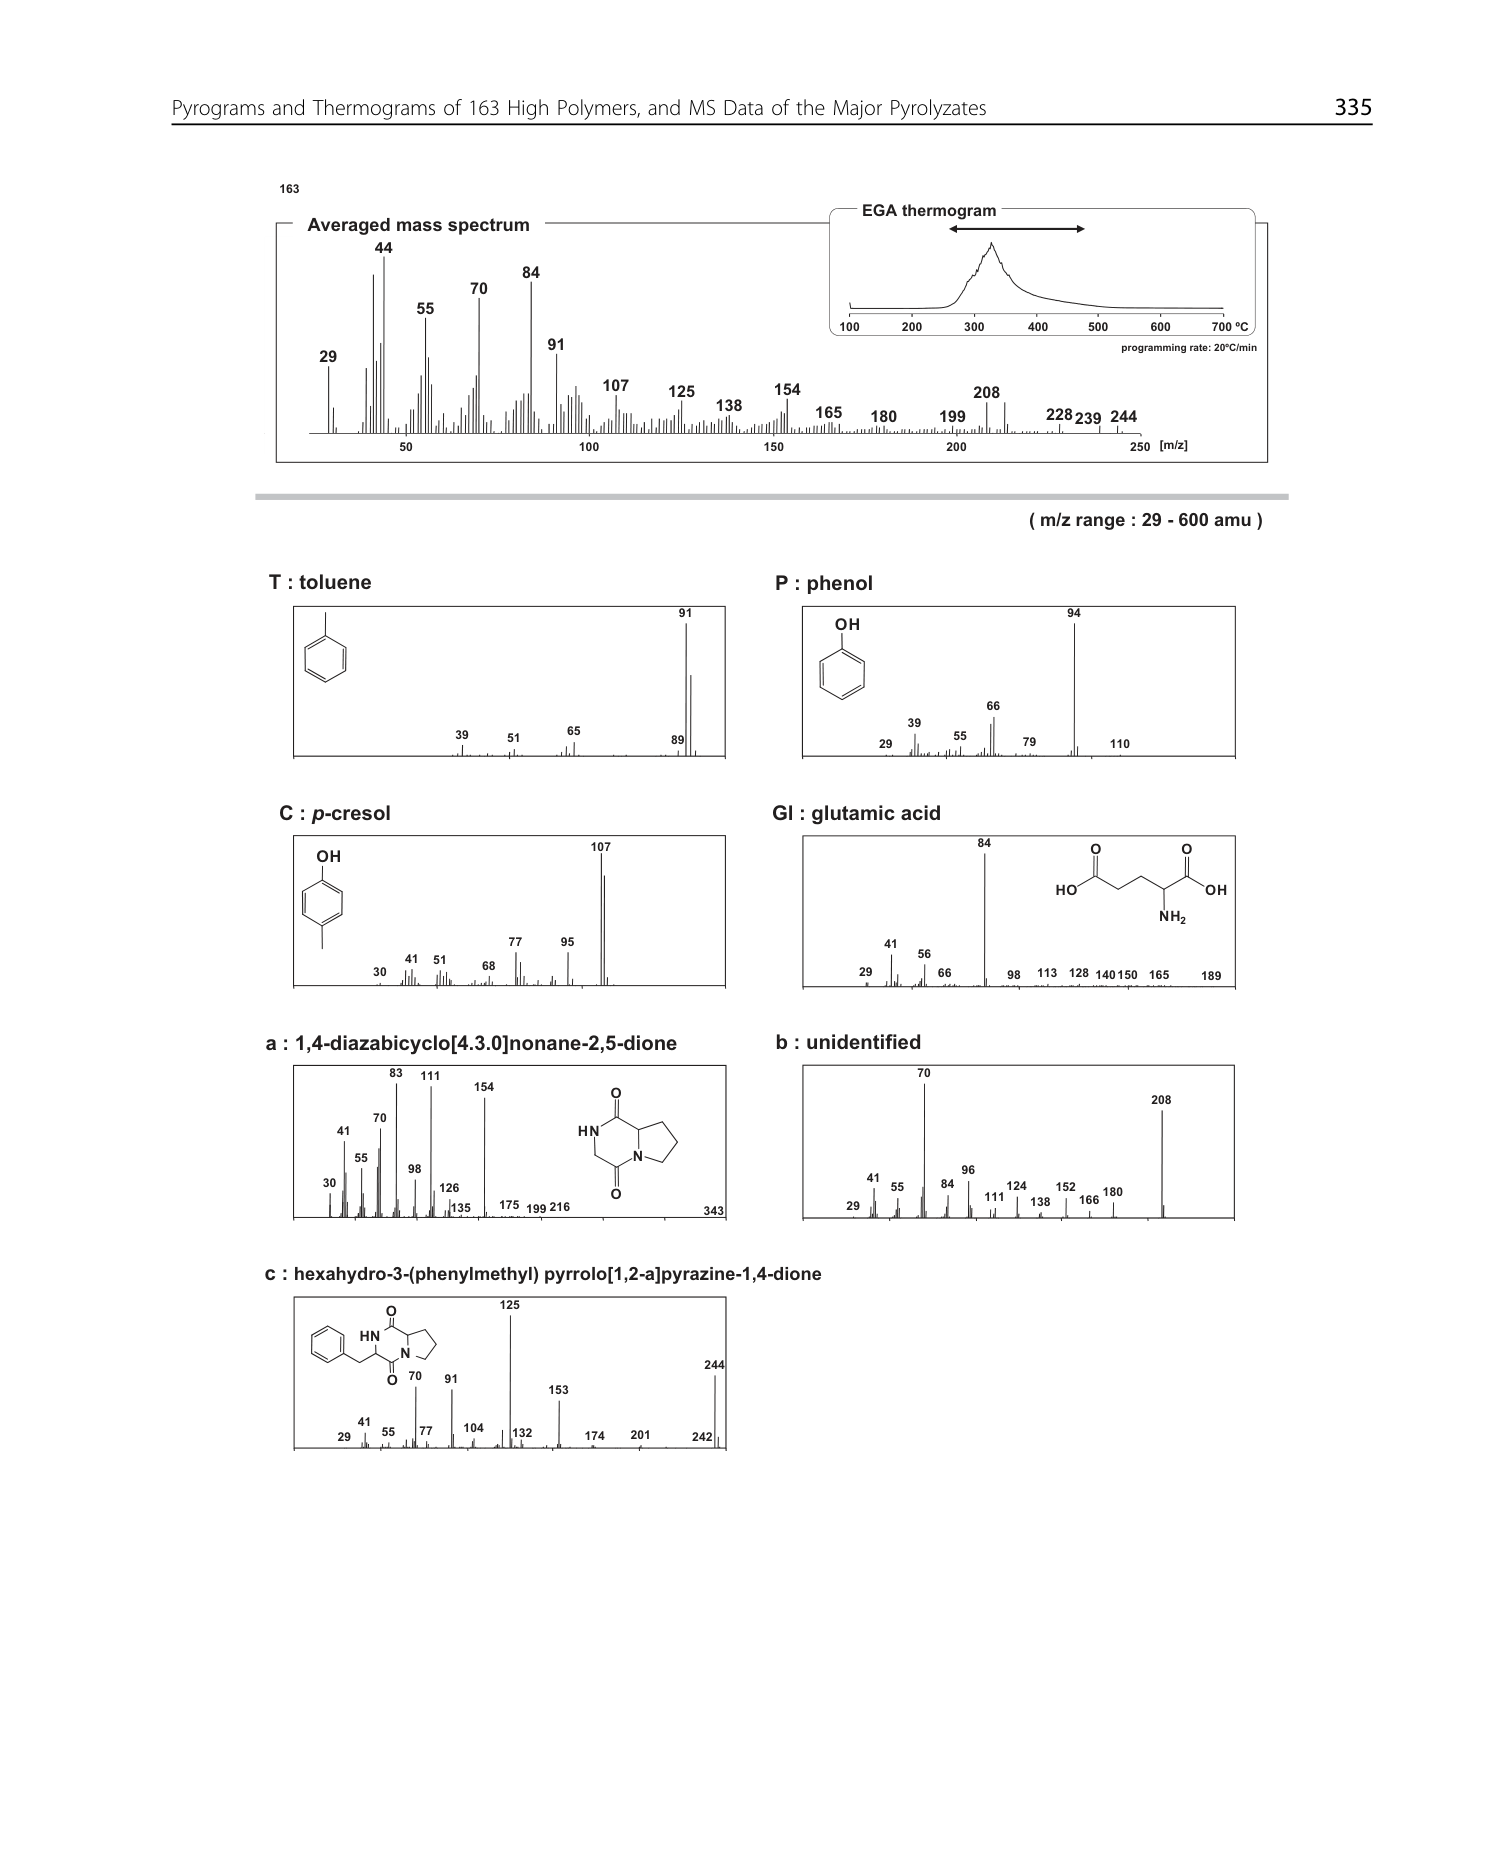 Pyrograms and Thermograms of 163 High Polymers, and MS Data of the Major Pyrolyzates 335
163
Averaged mass spectrum
EGA thermogram
44
84
70
55
91
29
107
125
138
154
165
180
199
208
228
239
244
50 100 150 200 250 [m/z]
100 200 300 400 500 600 700 ºC
programming rate: 20ºC/min
( m/z range : 29 - 600 amu )
T : toluene
91
39 51 65 89
P : phenol
OH
94
29 39 55 66 79 110
C : p-cresol
OH
107
30 41 51 68 77 95
Gl : glutamic acid
84
O O
HO OH
NH2
29 41 56 66 98 113 128 140 150 165 189
a : 1,4-diazabicyclo[4.3.0]nonane-2,5-dione
83 111 154
30 41 55 70 98 126 135 175 199 216 343
O
HN
N
O
b : unidentified
70 208
29 41 55 84 96 111 124 138 152 166 180
c : hexahydro-3-(phenylmethyl) pyrrolo[1,2-a]pyrazine-1,4-dione
125
O
HN
N
O
29 41 55 70 77 91 104 132 153 174 201 242 244